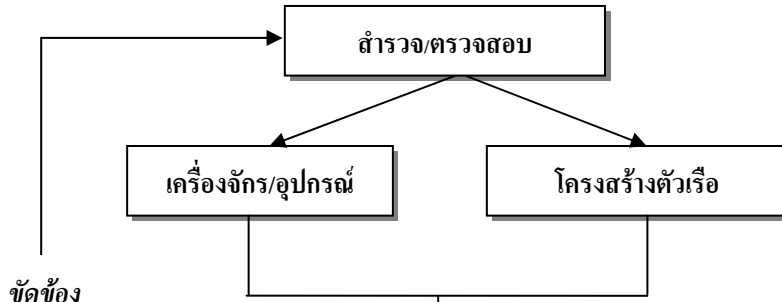 สำรวจ/ตรวจสอบ
เครื่องจักร/อุปกรณ์
โครงสร้างตัวเรือ
ขัดข้อง